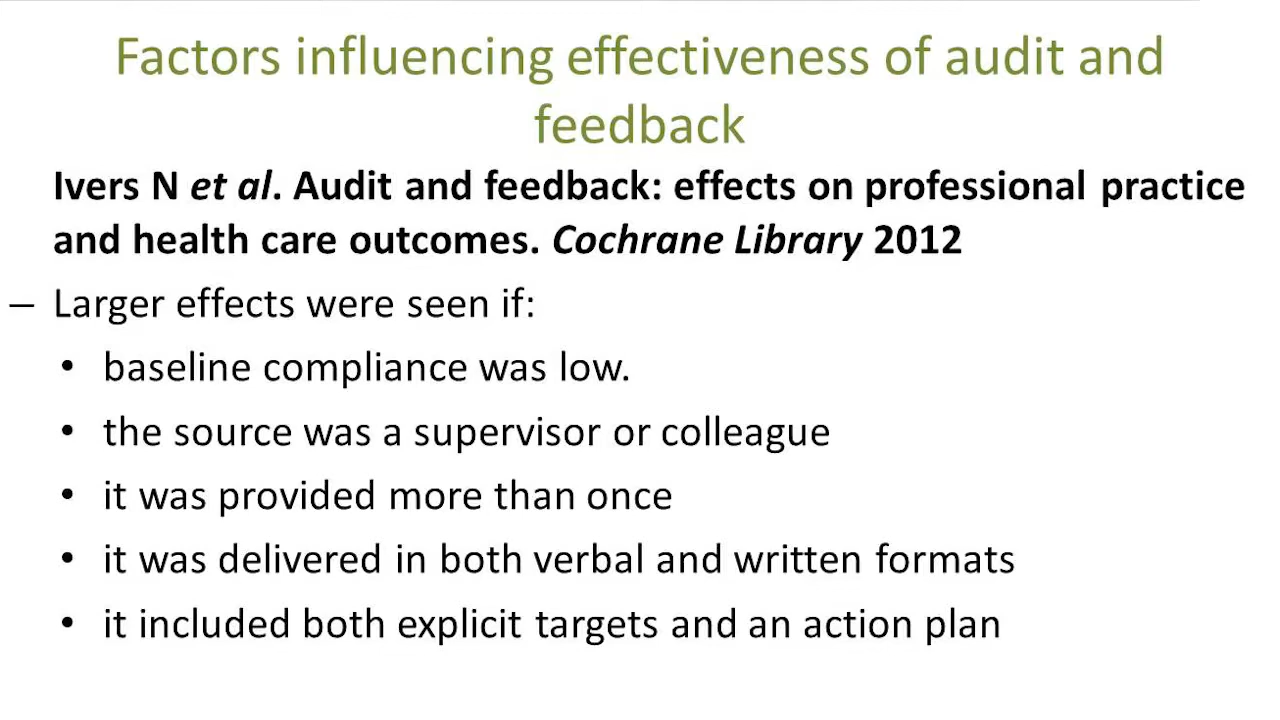 Factors influencing effectiveness of audit and
feedback
Ivers N et al. Audit and feedback: effects on professional practice
and health care outcomes. Cochrane Library 2012
– Larger effects were seen if:
• baseline compliance was low.
• the source was a supervisor or colleague
• it was provided more than once
• it was delivered in both verbal and written formats
• it included both explicit targets and an action plan